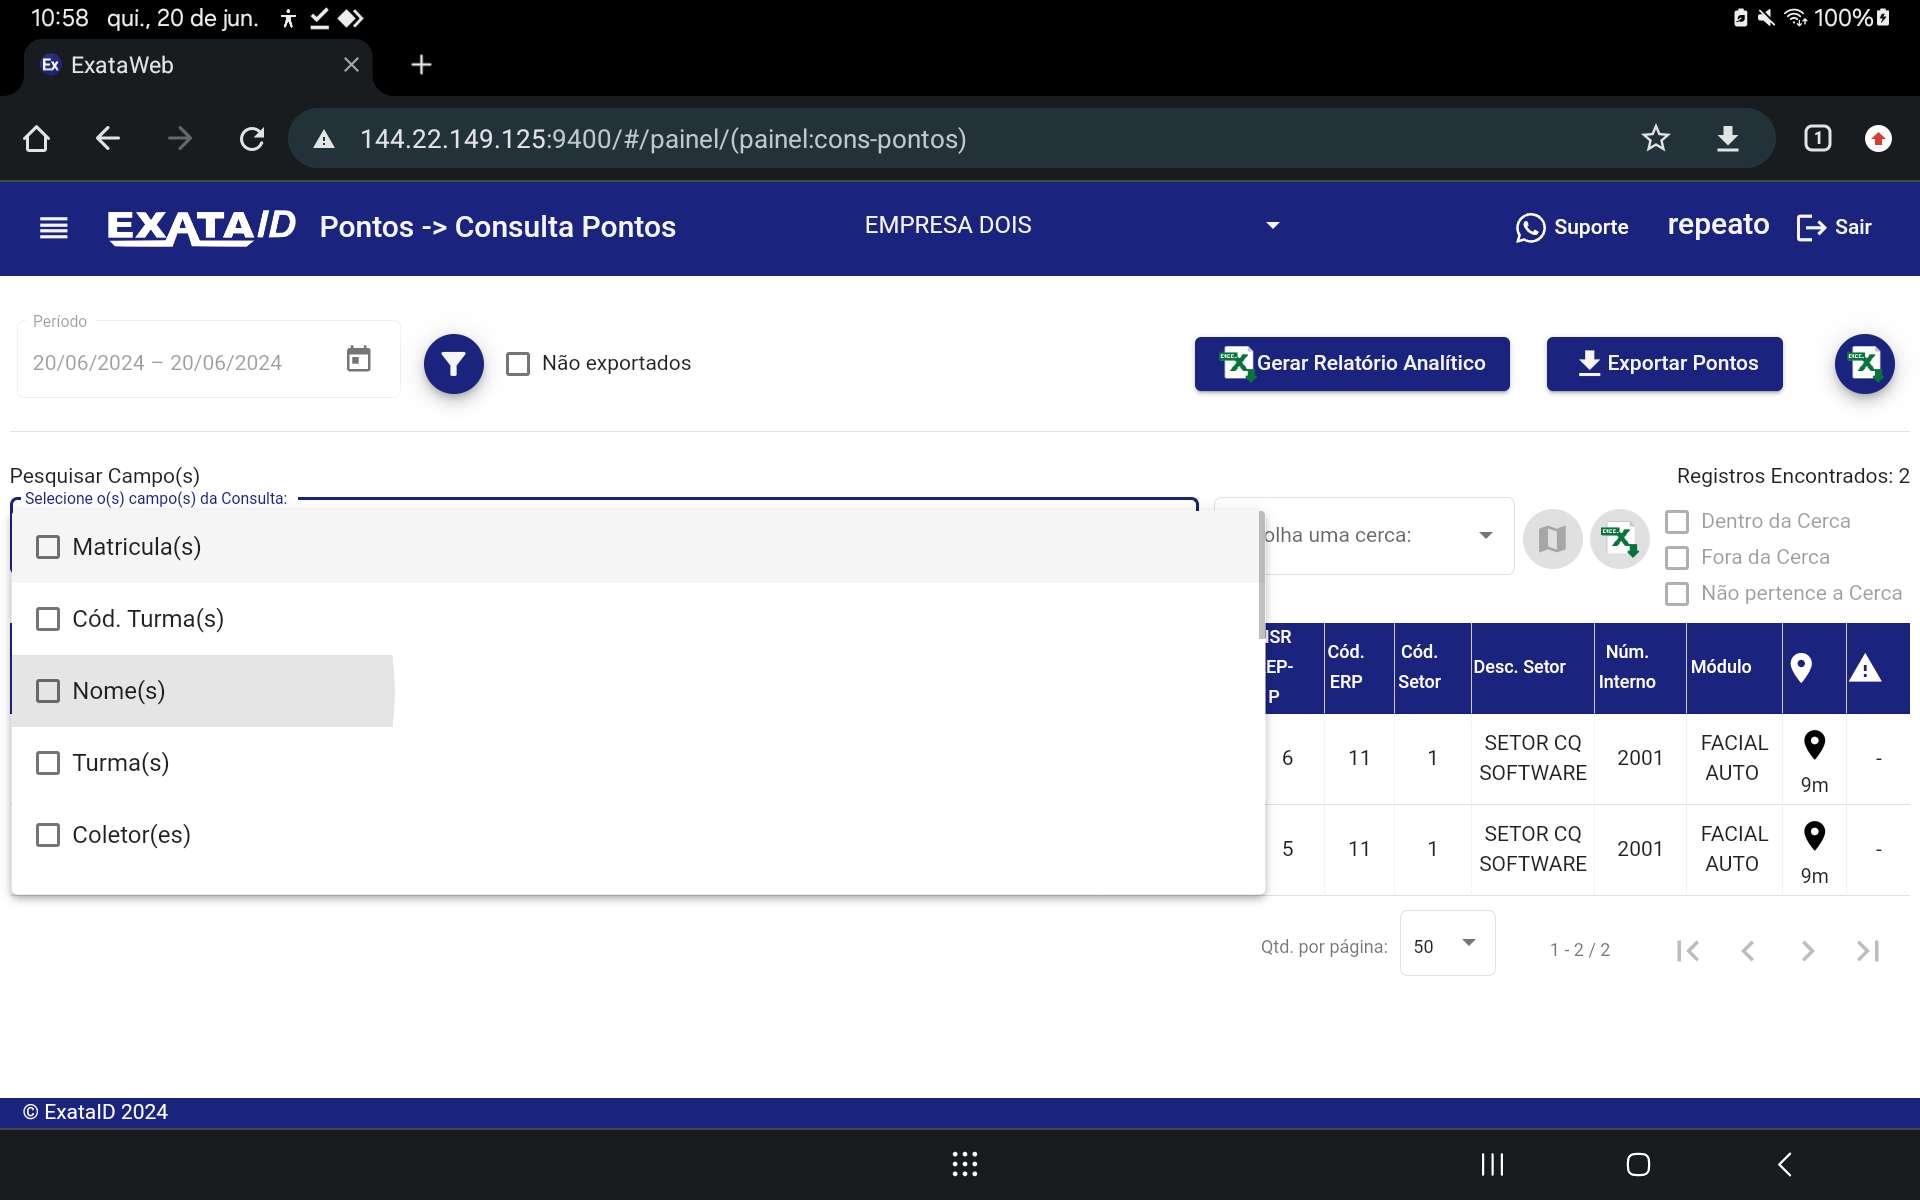 10:58 qui., 20 de jun.
100%
Ex ExataWeb
144.22.149.125:9400/#/painel/(painel:cons-pontos)
1
EXATAID
Pontos -> Consulta Pontos
EMPRESA DOIS
Suporte
repeato
Sair
Período
20/06/2024 – 20/06/2024
Não exportados
Gerar Relatório Analítico
Exportar Pontos
Pesquisar Campo(s)
Registros Encontrados: 2
Selecione o(s) campo(s) da Consulta:
Matricula(s)
Cód. Turma(s)
Nome(s)
Turma(s)
Coletor(es)
olha uma cerca:
Dentro da Cerca
Fora da Cerca
Não pertence a Cerca
SR
EP-
P
Cód.
ERP
Cód.
Setor
Desc. Setor
Núm.
Interno
Módulo
6 11 1 SETOR CQ SOFTWARE 2001 FACIAL AUTO 9m -
5 11 1 SETOR CQ SOFTWARE 2001 FACIAL AUTO 9m -
Qtd. por página: 50 1 - 2 / 2
© ExataID 2024